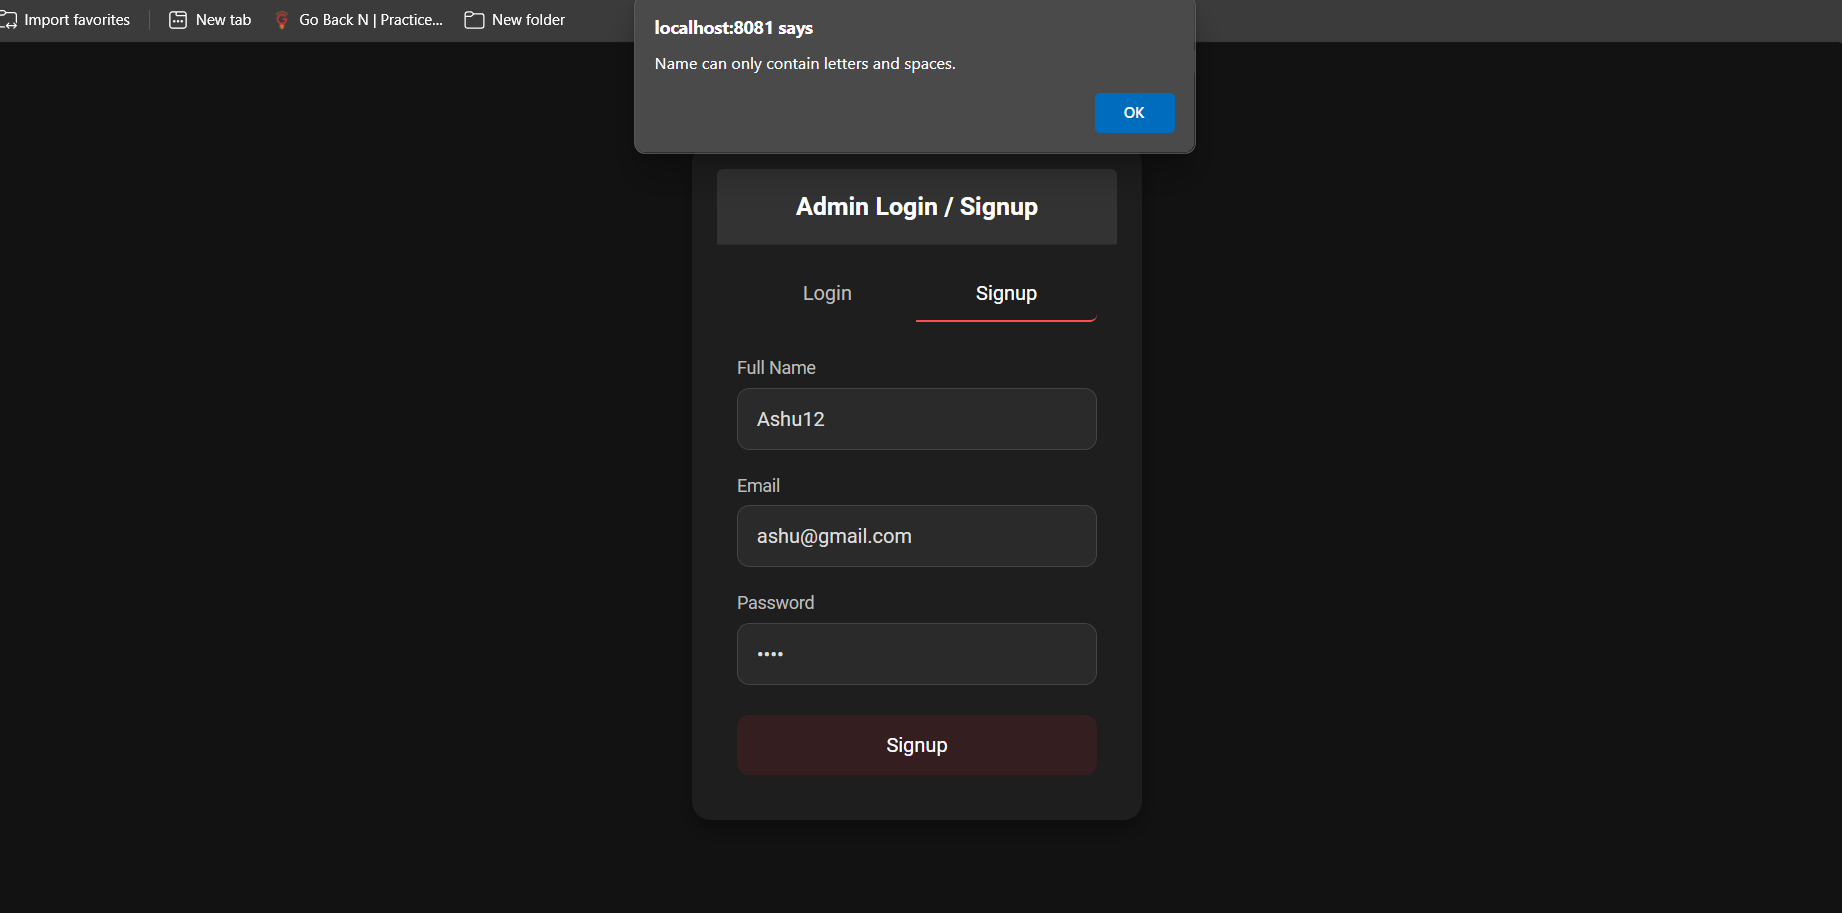 Import favorites
New tab
Go Back N | Practice...
New folder
localhost:8081 says
Name can only contain letters and spaces.
OK
Admin Login / Signup
Login
Signup
Full Name
Ashu12
Email
ashu@gmail.com
Password
••••
Signup